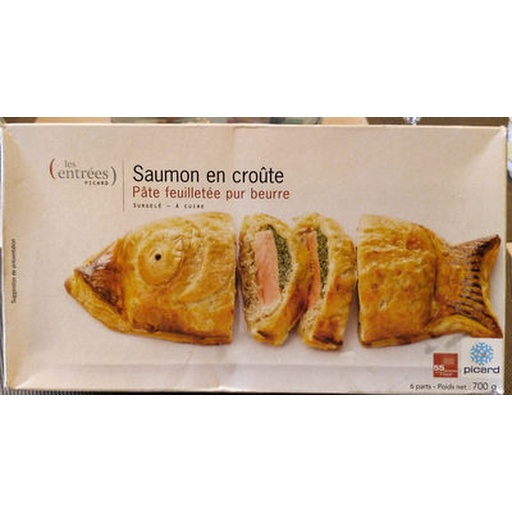 les
entrées
PICARD
Saumon en croûte
Pâte feuilletée pur beurre
SURGELÉ – À CUIRE
Suggestion de présentation
55
picard
6 parts - Poids net : 700 g